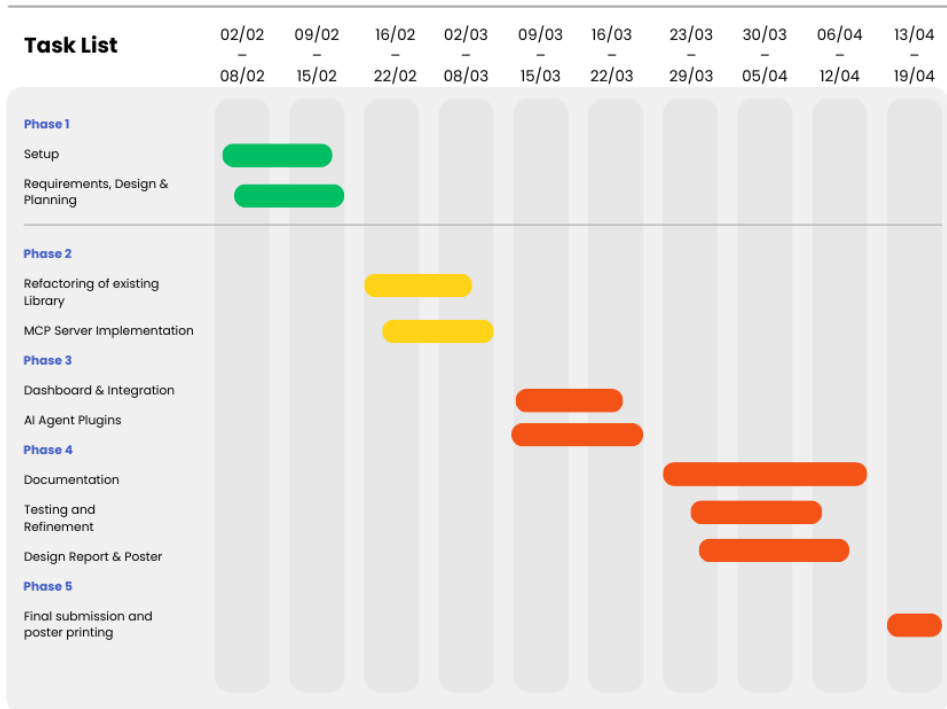 Task List
02/02 – 08/02
09/02 – 15/02
16/02 – 22/02
02/03 – 08/03
09/03 – 15/03
16/03 – 22/03
23/03 – 29/03
30/03 – 05/04
06/04 – 12/04
13/04 – 19/04
Phase 1
Setup
Requirements, Design &
Planning
Phase 2
Refactoring of existing
Library
MCP Server Implementation
Phase 3
Dashboard & Integration
AI Agent Plugins
Phase 4
Documentation
Testing and
Refinement
Design Report & Poster
Phase 5
Final submission and
poster printing